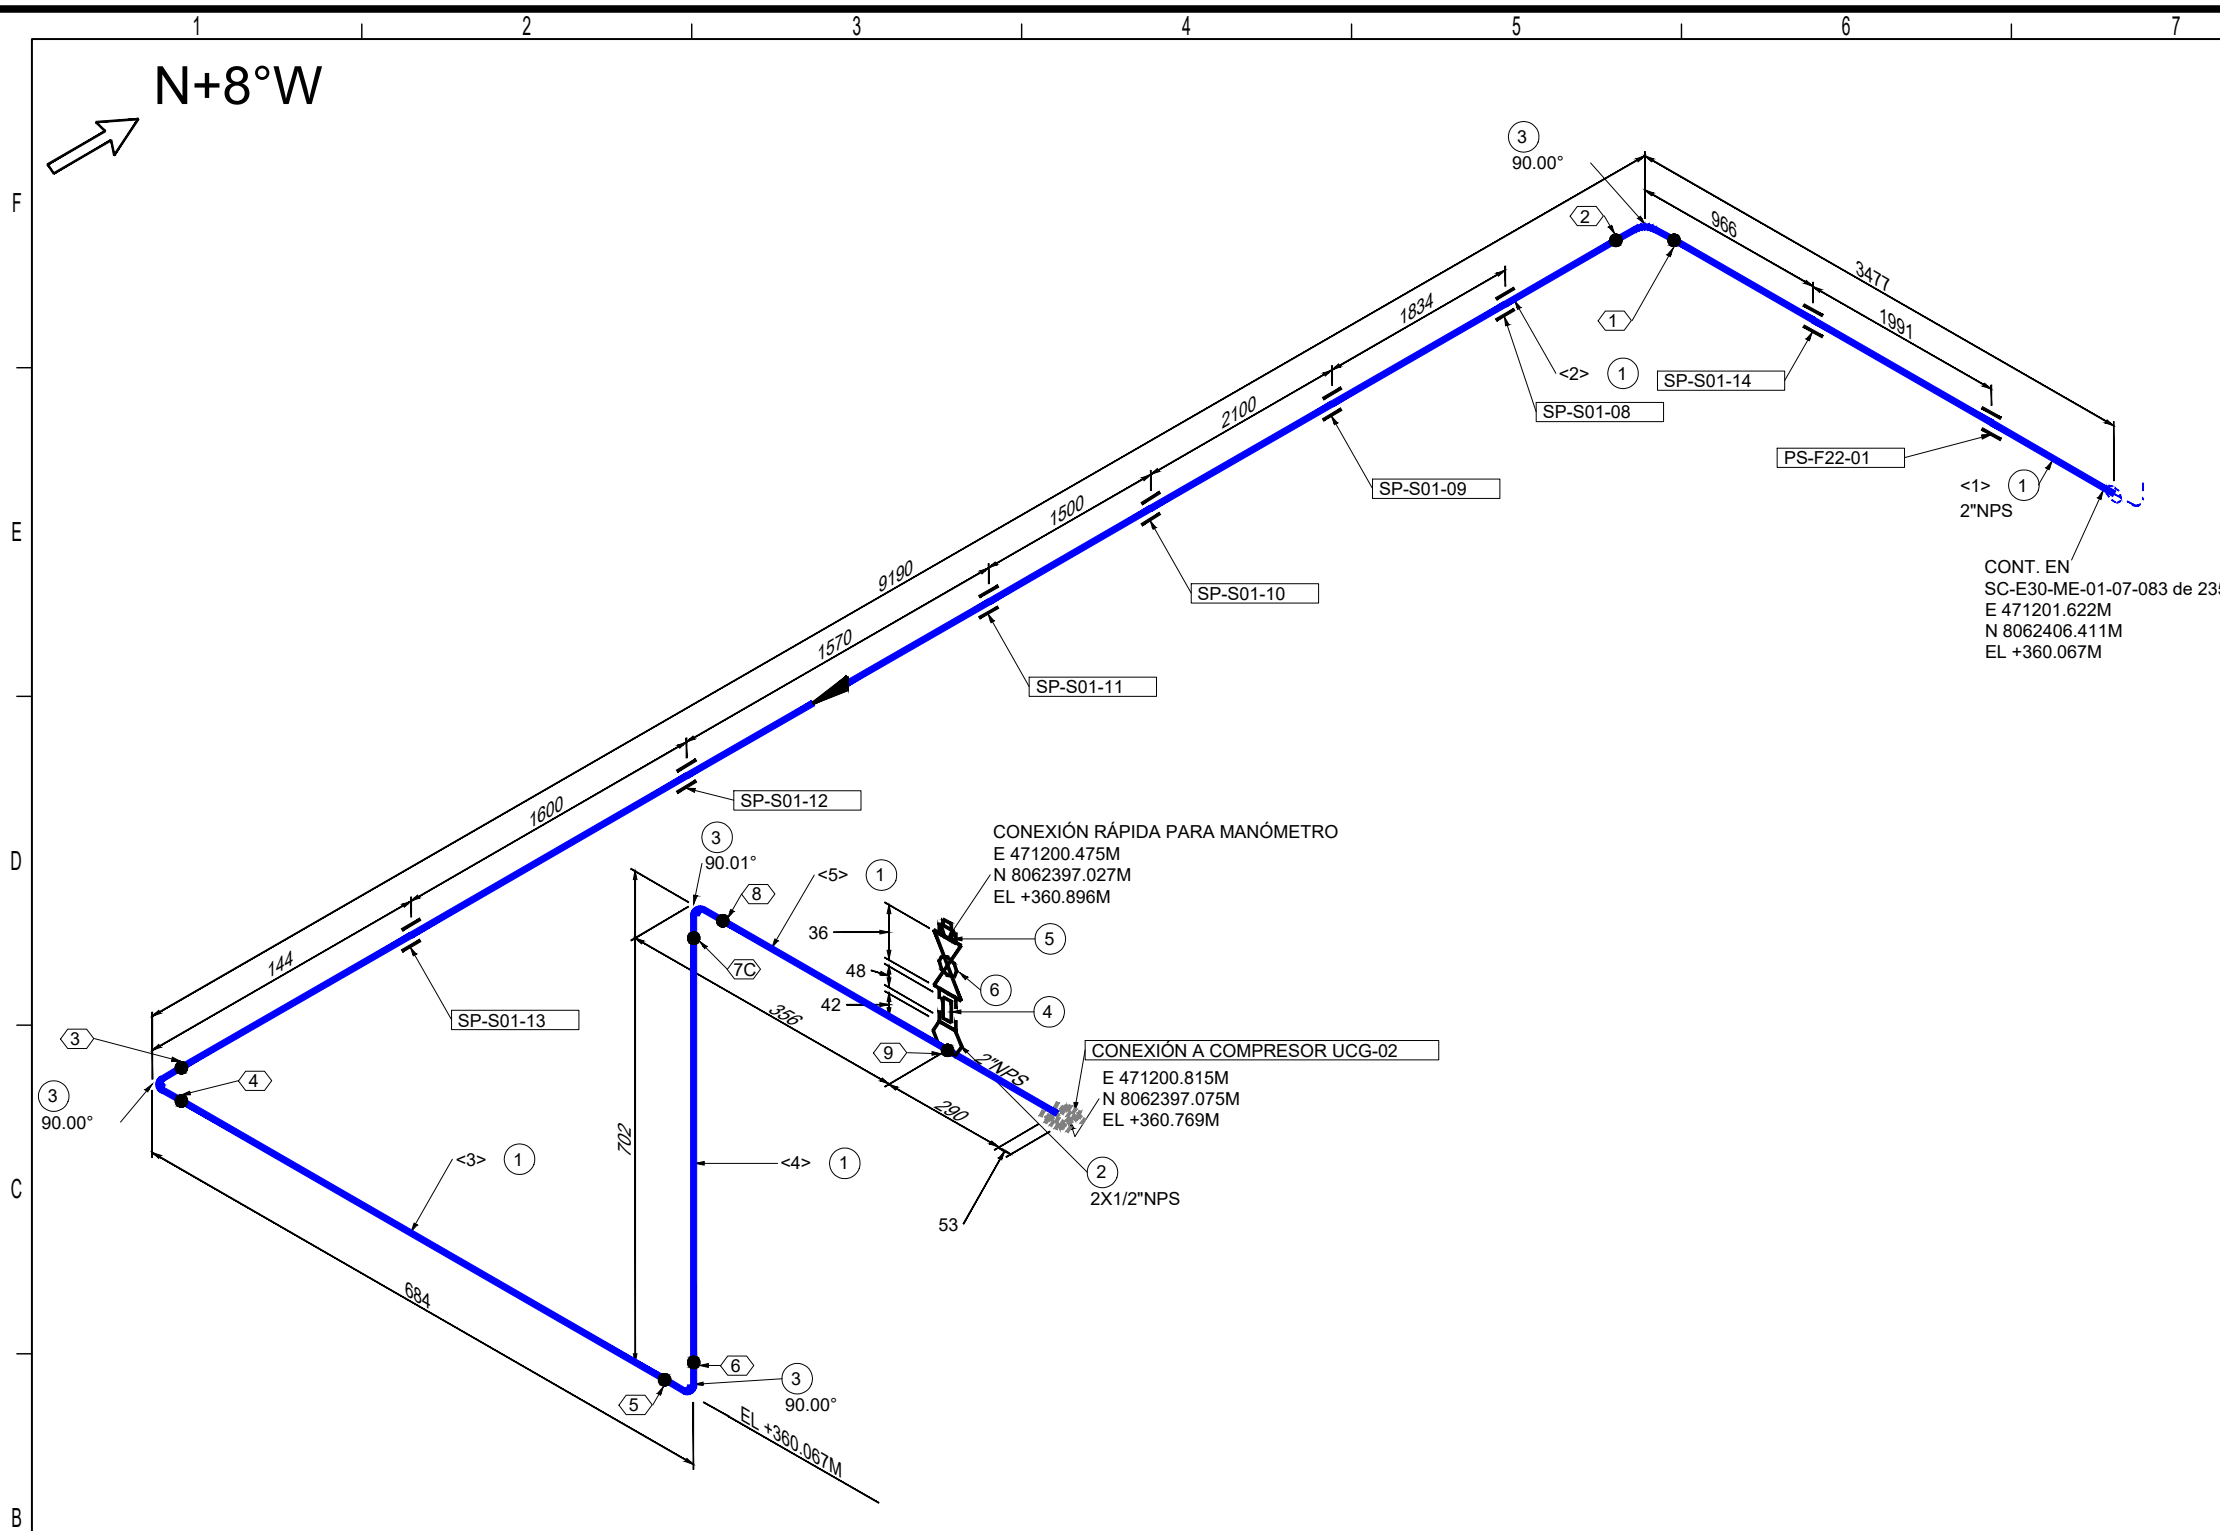 1 2 3 4 5 6 7
N+8°W
F
E
D
C
B
3
90.00°
2
966
3477
1
1991
1834
<2> 1
SP-S01-14
SP-S01-08
2100
PS-F22-01
SP-S01-09
<1> 1
2"NPS
1500
CONT. EN
SC-E30-ME-01-07-083 de 235
E 471201.622M
N 8062406.411M
EL +360.067M
9190
SP-S01-10
1570
SP-S01-11
1600
SP-S01-12
3
90.01°
CONEXIÓN RÁPIDA PARA MANÓMETRO
E 471200.475M
N 8062397.027M
EL +360.896M
<5> 1
8
36
5
144
7C
48
6
42
4
SP-S01-13
356
3
9
2"NPS
CONEXIÓN A COMPRESOR UCG-02
E 471200.815M
N 8062397.075M
EL +360.769M
4
3
90.00°
290
702
<3> 1
<4> 1
2
2X1/2"NPS
53
684
6
3
90.00°
5
EL +360.067M